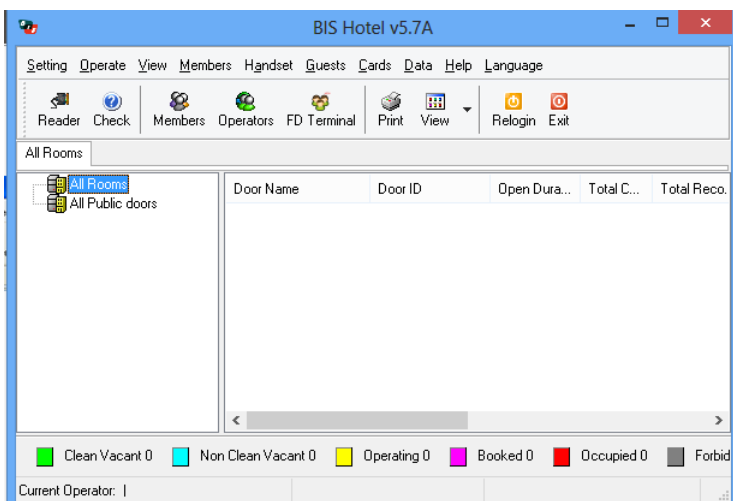 BIS Hotel v5.7A
Setting Operate View Members Handset Guests Cards Data Help Language
Reader Check Members Operators FD Terminal Print View Relogin Exit
All Rooms
All Rooms
All Public doors
Door Name Door ID Open Dura... Total C... Total Reco.
Clean Vacant 0 Non Clean Vacant 0 Operating 0 Booked 0 Occupied 0 Forbid
Current Operator: |